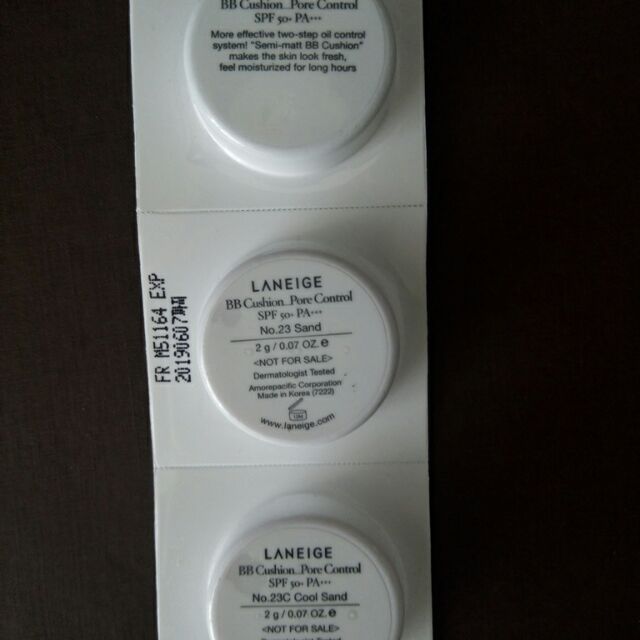 BB Cushion_Pore Control
SPF 50+ PA+++
More effective two-step oil control
system! "Semi-matt BB Cushion"
makes the skin look fresh,
feel moisturized for long hours
FR M51164 EXP
20190607
LANEIGE
BB Cushion_Pore Control
SPF 50+ PA+++
No.23 Sand
2 g / 0.07 OZ. e
<NOT FOR SALE>
Dermatologist Tested
Amorepacific Corporation
Made in Korea (7222)
www.laneige.com
LANEIGE
BB Cushion_Pore Control
SPF 50+ PA+++
No.23C Cool Sand
2 g / 0.07 OZ. e
<NOT FOR SALE>
Dermatologist Tested